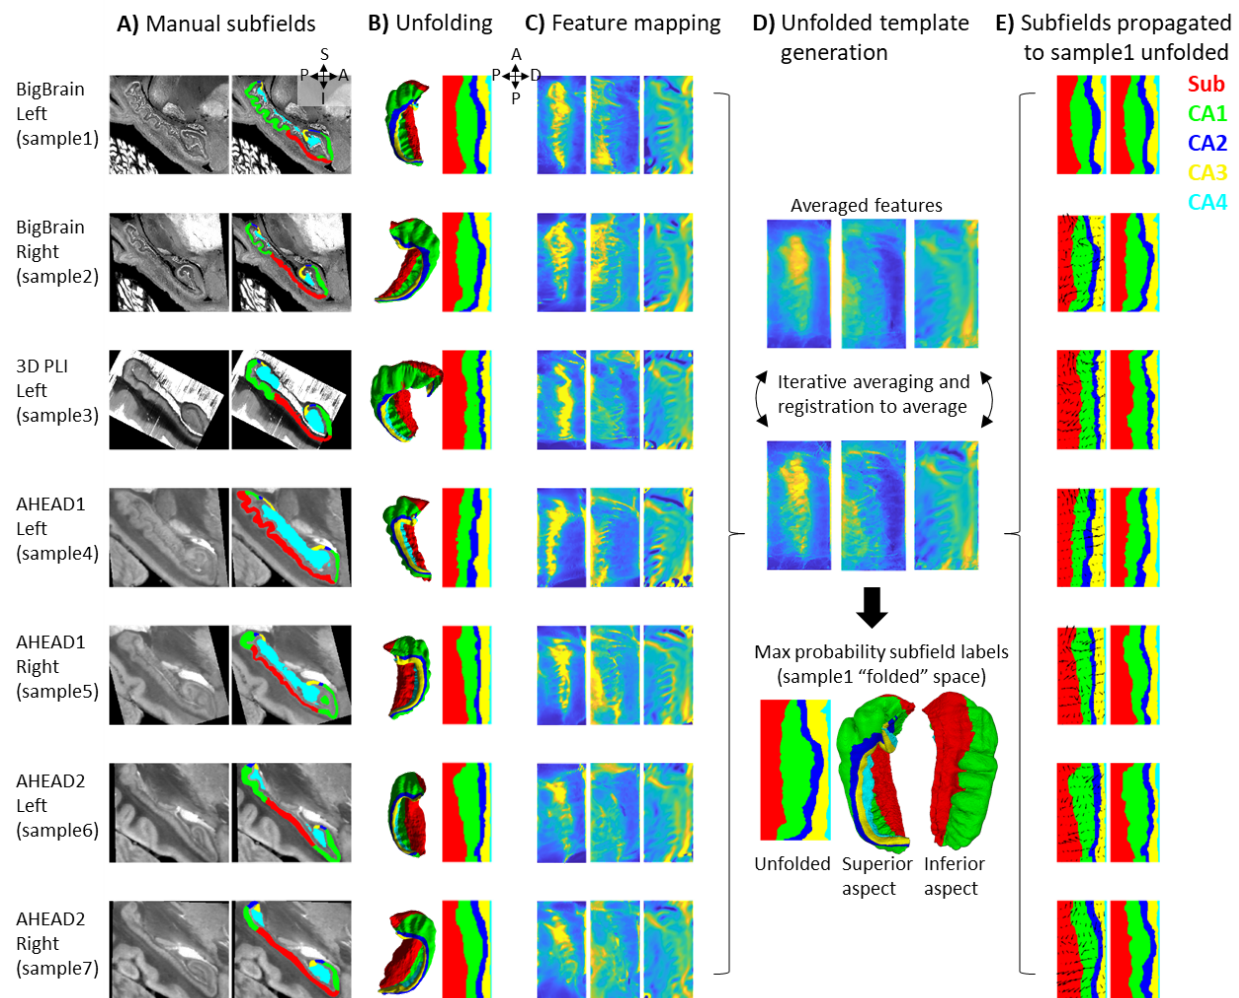 A) Manual subfields
B) Unfolding
C) Feature mapping
D) Unfolded template
generation
E) Subfields propagated
to sample1 unfolded
S
P A
I
A
P D
P
BigBrain
Left
(sample1)
BigBrain
Right
(sample2)
3D PLI
Left
(sample3)
AHEAD1
Left
(sample4)
AHEAD1
Right
(sample5)
AHEAD2
Left
(sample6)
AHEAD2
Right
(sample7)
Averaged features
Iterative averaging and
registration to average
Max probability subfield labels
(sample1 “folded” space)
Unfolded
Superior
aspect
Inferior
aspect
Sub
CA1
CA2
CA3
CA4